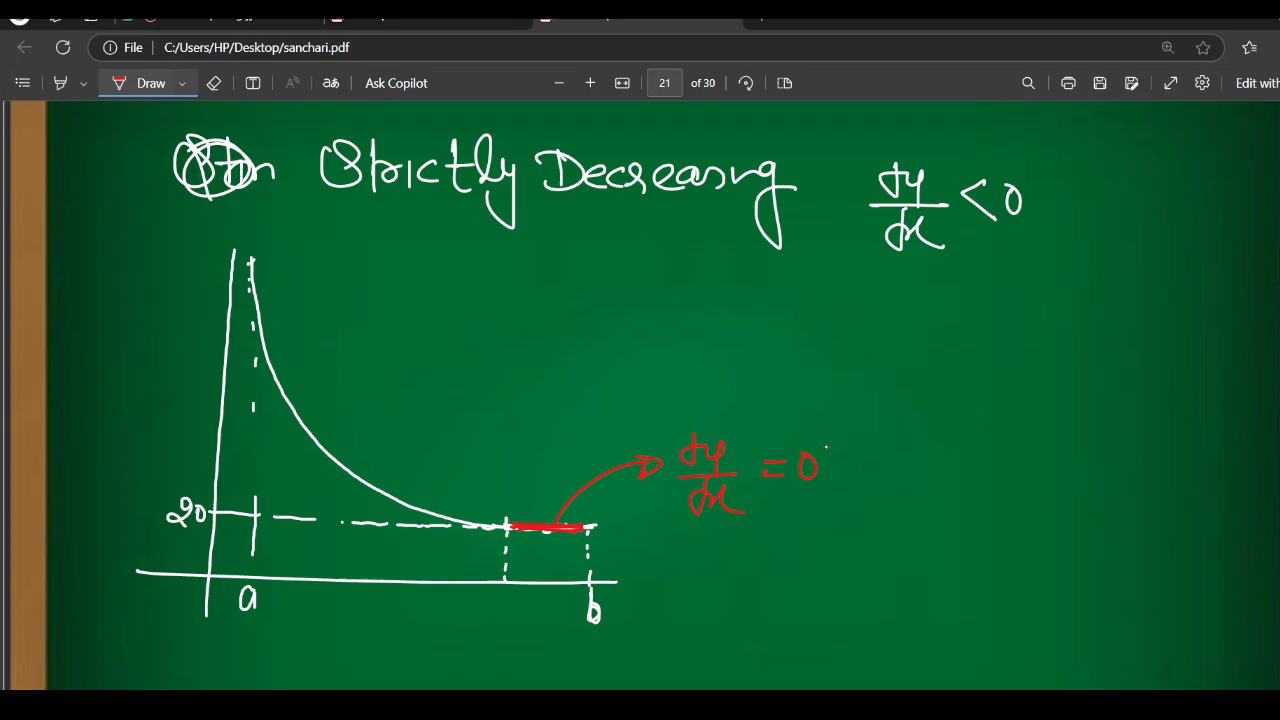 File C:/Users/HP/Desktop/sanchari.pdf
Draw Ask Copilot 21 of 30 Edit with
Strictly Decreasing dy/dx < 0
dy/dx = 0
20
a b